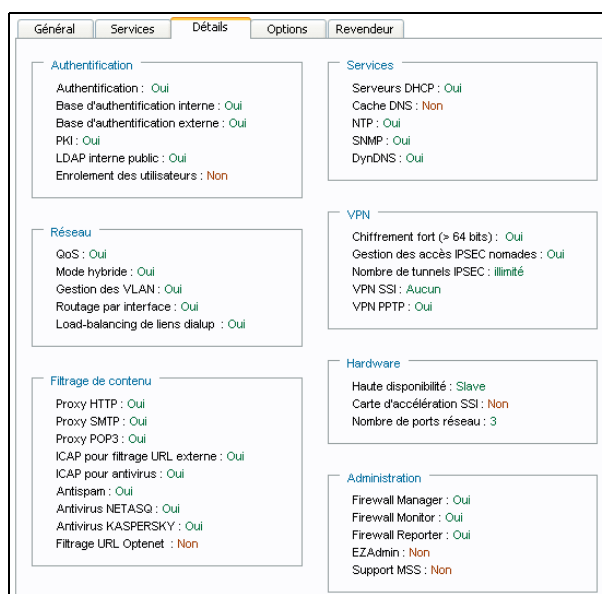 Général
Services
Détails
Options
Revendeur
Authentification
Authentification : Oui
Base d'authentification interne : Oui
Base d'authentification externe : Oui
PKI : Oui
LDAP interne public : Oui
Enrolement des utilisateurs : Non
Réseau
QoS : Oui
Mode hybride : Oui
Gestion des VLAN : Oui
Routage par interface : Oui
Load-balancing de liens dialup : Oui
Filtrage de contenu
Proxy HTTP : Oui
Proxy SMTP : Oui
Proxy POP3 : Oui
ICAP pour filtrage URL externe : Oui
ICAP pour antivirus : Oui
Antispam : Oui
Antivirus NETASQ : Oui
Antivirus KASPERSKY : Oui
Filtrage URL Optenet : Non
Services
Serveurs DHCP : Oui
Cache DNS : Non
NTP : Oui
SNMP : Oui
DynDNS : Oui
VPN
Chiffrement fort (> 64 bits) : Oui
Gestion des accès IPSEC nomades : Oui
Nombre de tunnels IPSEC : illimité
VPN SSl : Aucun
VPN PPTP : Oui
Hardware
Haute disponibilité : Slave
Carte d'accélération SSl : Non
Nombre de ports réseau : 3
Administration
Firewall Manager : Oui
Firewall Monitor : Oui
Firewall Reporter : Oui
EZAdmin : Non
Support MSS : Non